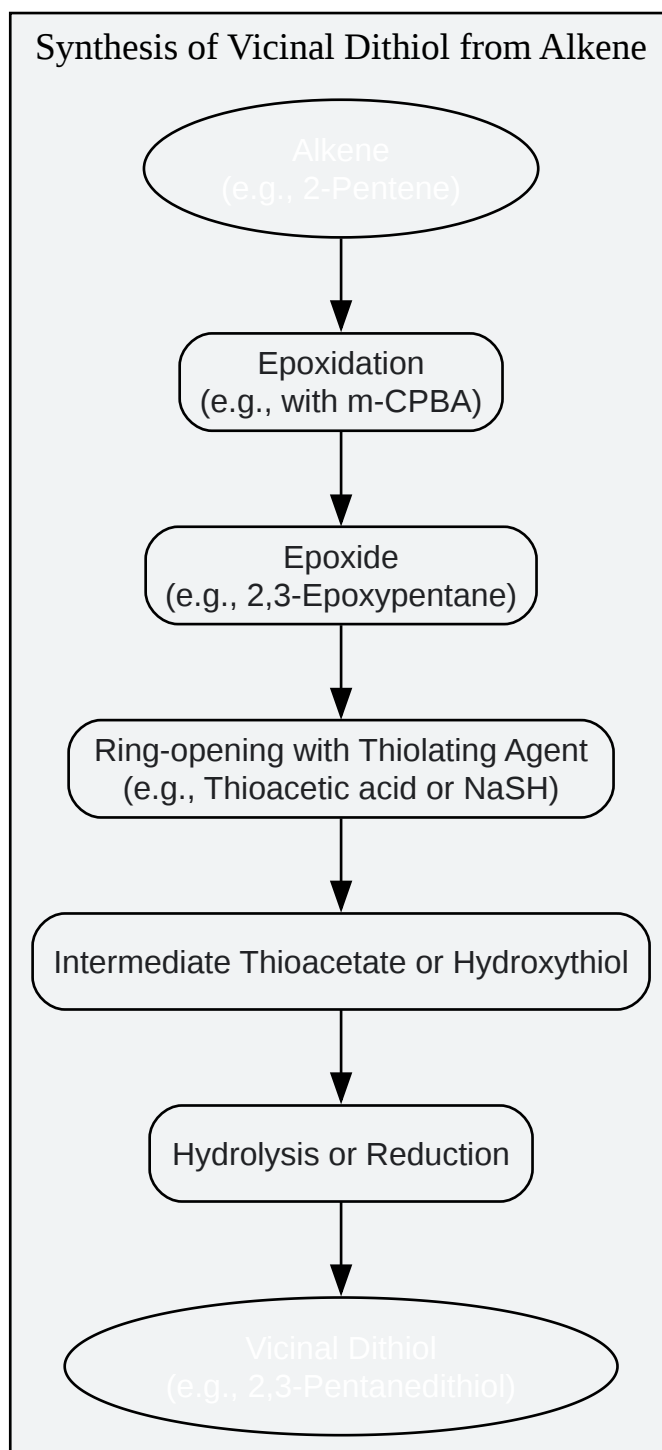 Synthesis of Vicinal Dithiol from Alkene
Alkene
(e.g., 2-Pentene)
Epoxidation
(e.g., with m-CPBA)
Epoxide
(e.g., 2,3-Epoxypentane)
Ring-opening with Thiolating Agent
(e.g., Thioacetic acid or NaSH)
Intermediate Thioacetate or Hydroxythiol
Hydrolysis or Reduction
Vicinal Dithiol
(e.g., 2,3-Pentanedithiol)